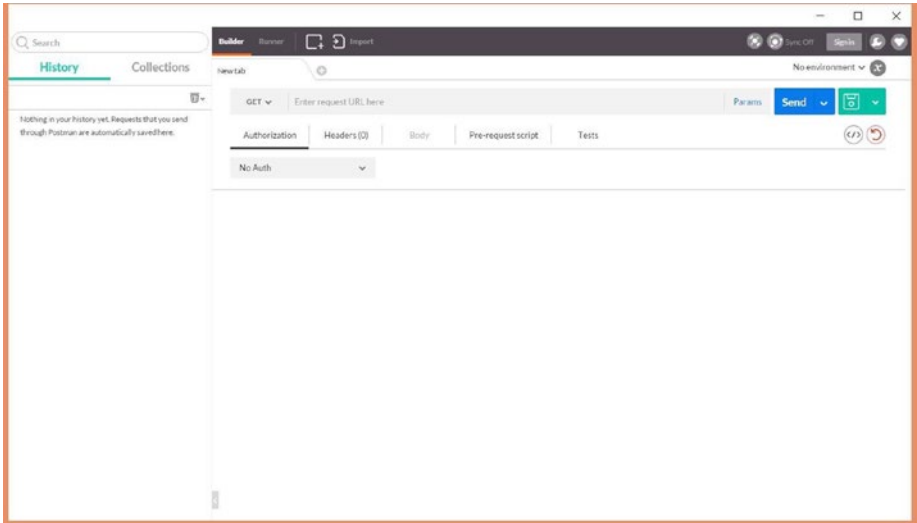 Search
Builder Runner Import Sync Off Sign in
History Collections
New tab No environment
GET Enter request URL here Params Send
Nothing in your history yet. Requests that you send
through Postman are automatically saved here.
Authorization Headers (0) Body Pre-request script Tests
No Auth